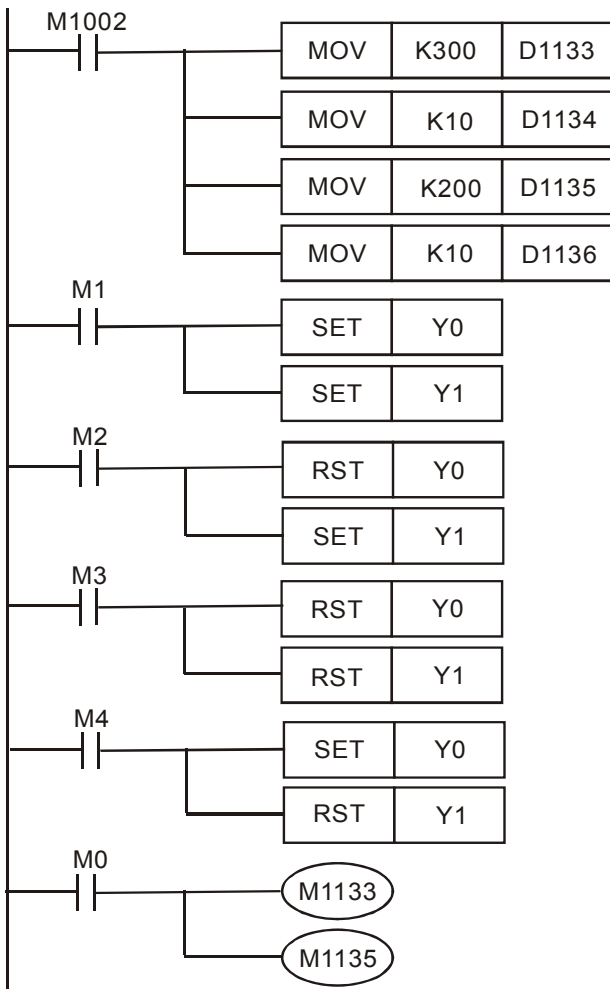 M1002
MOV K300 D1133
MOV K10 D1134
MOV K200 D1135
MOV K10 D1136
M1
SET Y0
SET Y1
M2
RST Y0
SET Y1
M3
RST Y0
RST Y1
M4
SET Y0
RST Y1
M0
M1133
M1135